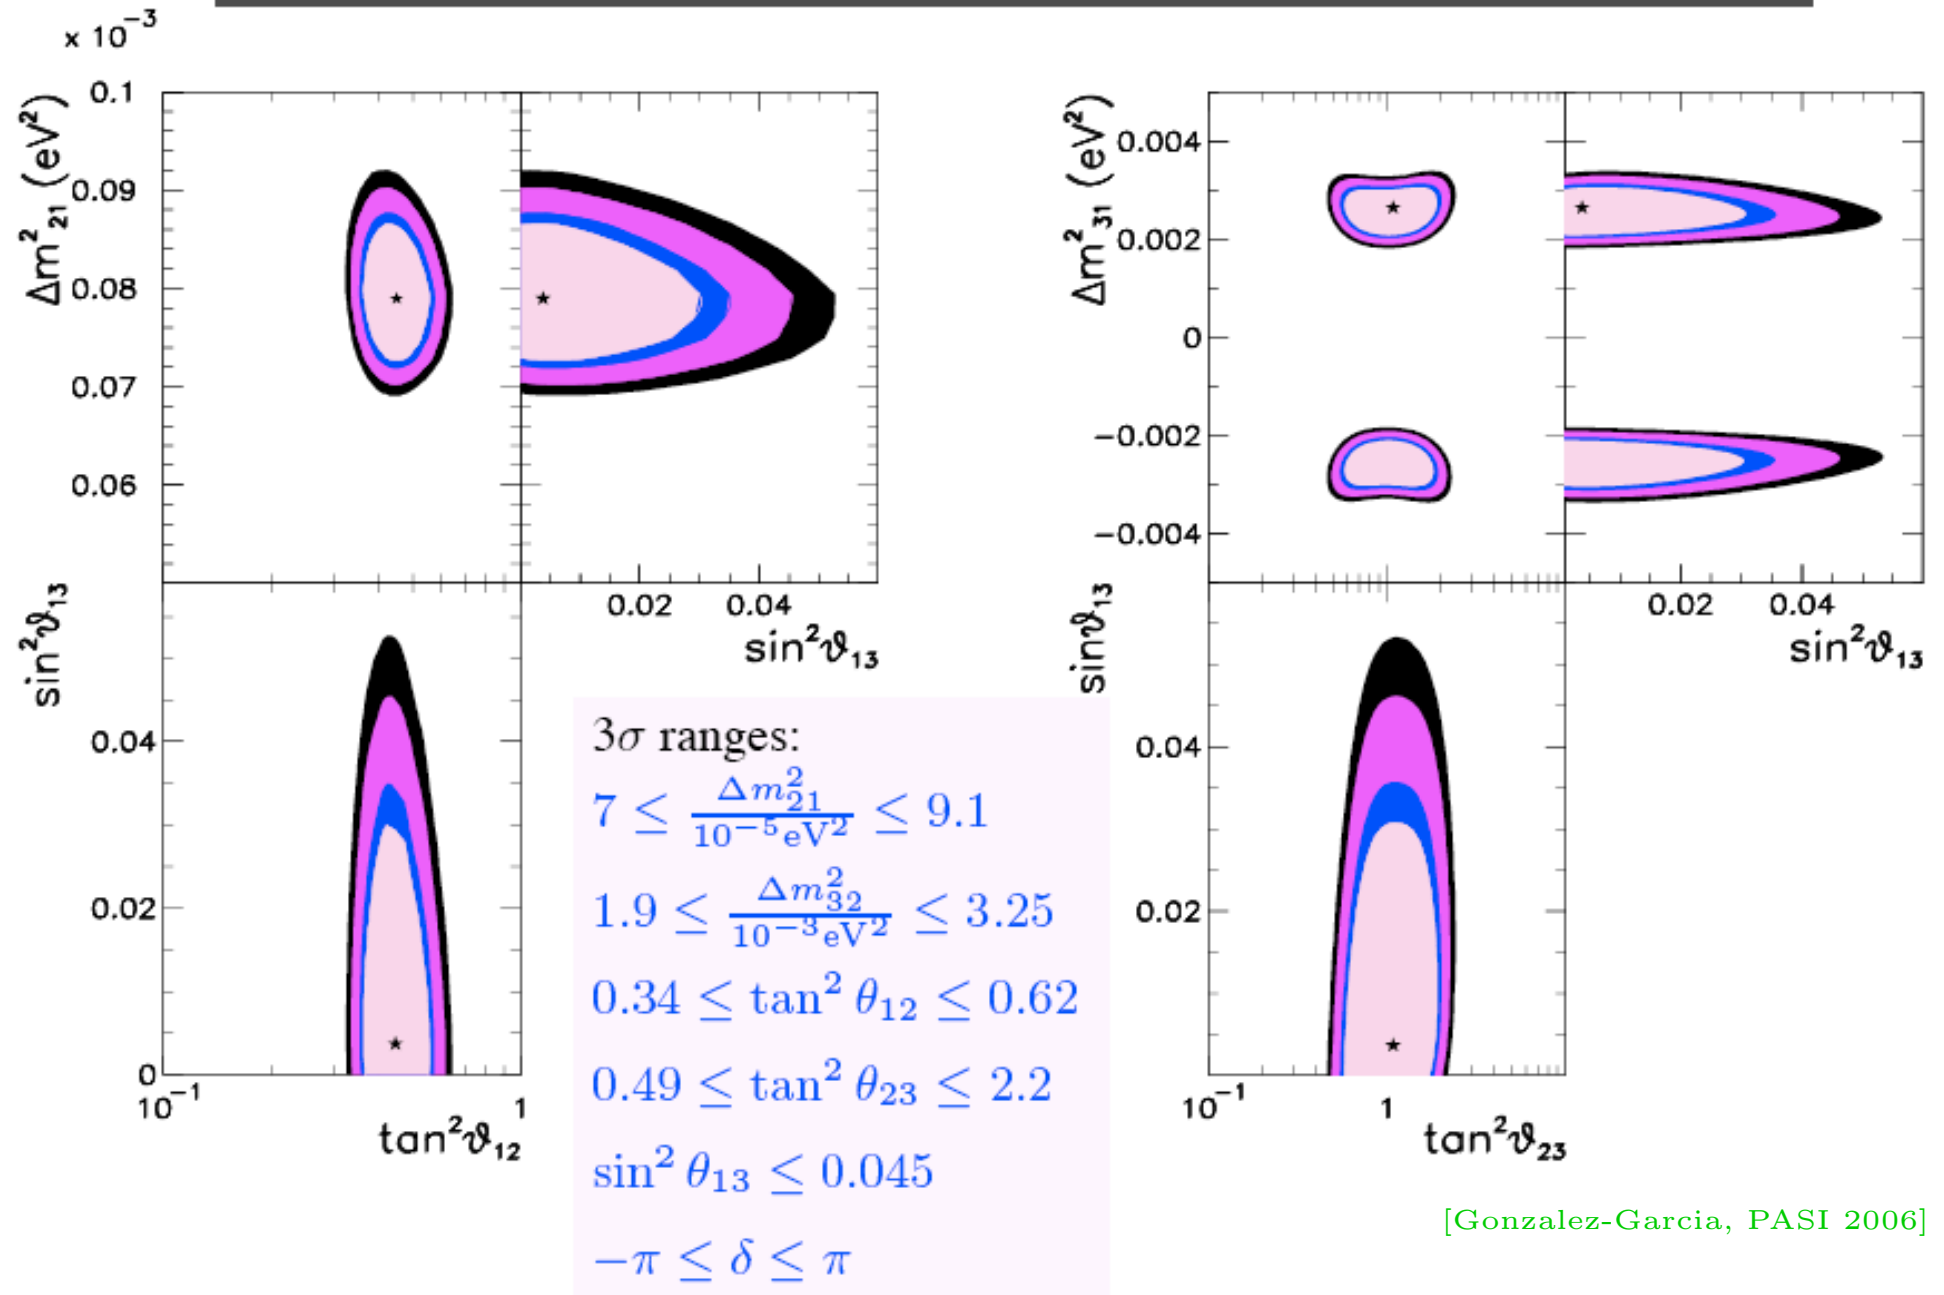 x 10⁻³
Δm²₂₁ (eV²)
0.1
0.09
0.08
0.07
0.06
sin²ϑ₁₃
0.04
0.02
0
10⁻¹
1
tan²ϑ₁₂
0.02
0.04
sin²ϑ₁₃
3σ ranges:
7 ≤ Δm²₂₁ / 10⁻⁵eV² ≤ 9.1
1.9 ≤ Δm²₃₂ / 10⁻³eV² ≤ 3.25
0.34 ≤ tan² θ₁₂ ≤ 0.62
0.49 ≤ tan² θ₂₃ ≤ 2.2
sin² θ₁₃ ≤ 0.045
−π ≤ δ ≤ π
Δm²₃₁ (eV²)
0.004
0.002
0
−0.002
−0.004
sinϑ₁₃
0.04
0.02
10⁻¹
1
tan²ϑ₂₃
0.02
0.04
sin²ϑ₁₃
[Gonzalez-Garcia, PASI 2006]